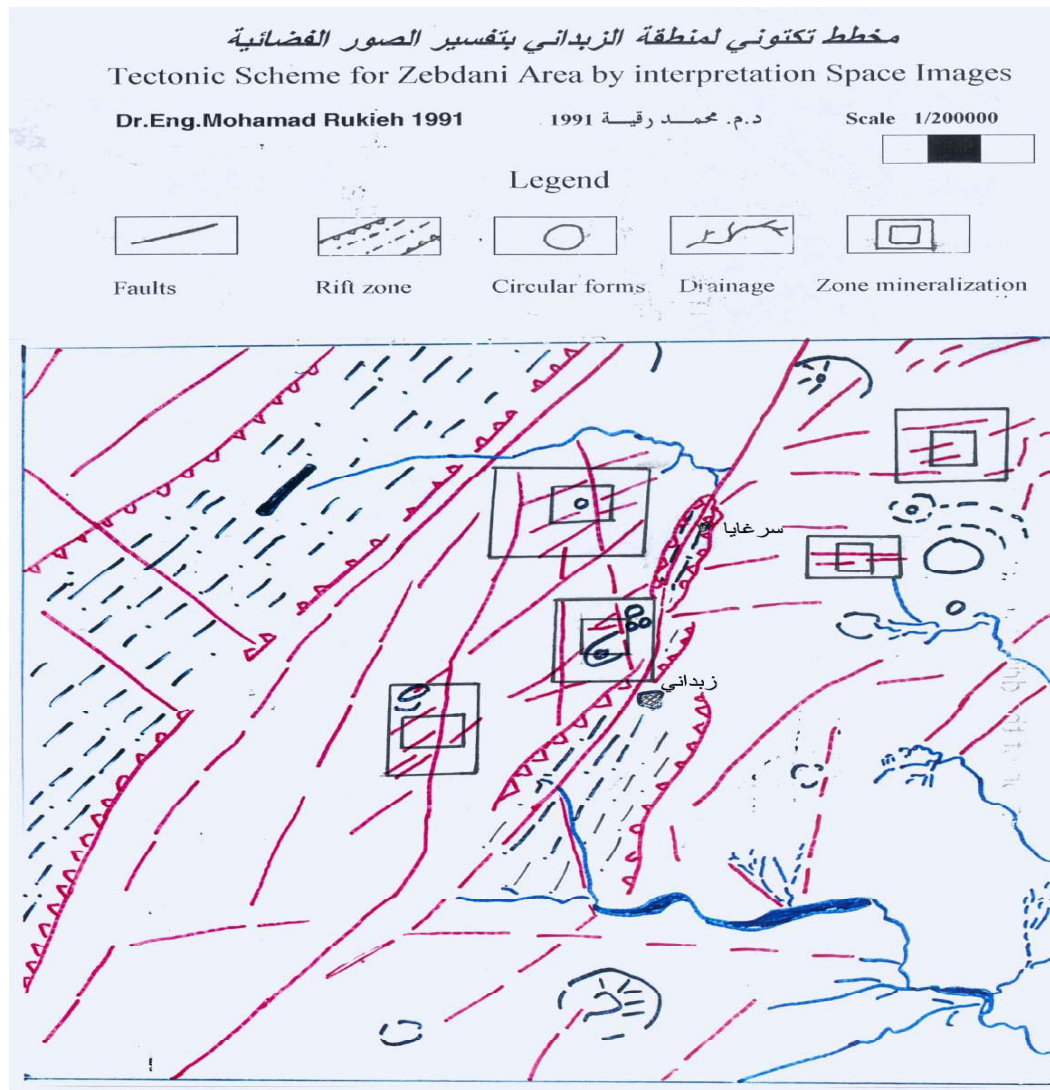 مخطط تكتوني لمنطقة الزبداني بتفسير الصور الفضائية
Tectonic Scheme for Zebdani Area by interpretation Space Images
Dr.Eng.Mohamad Rukieh 1991 د.م. محمد رقية 1991 Scale 1/200000
Legend
Faults Rift zone Circular forms Drainage Zone mineralization
سرغايا
زبداني